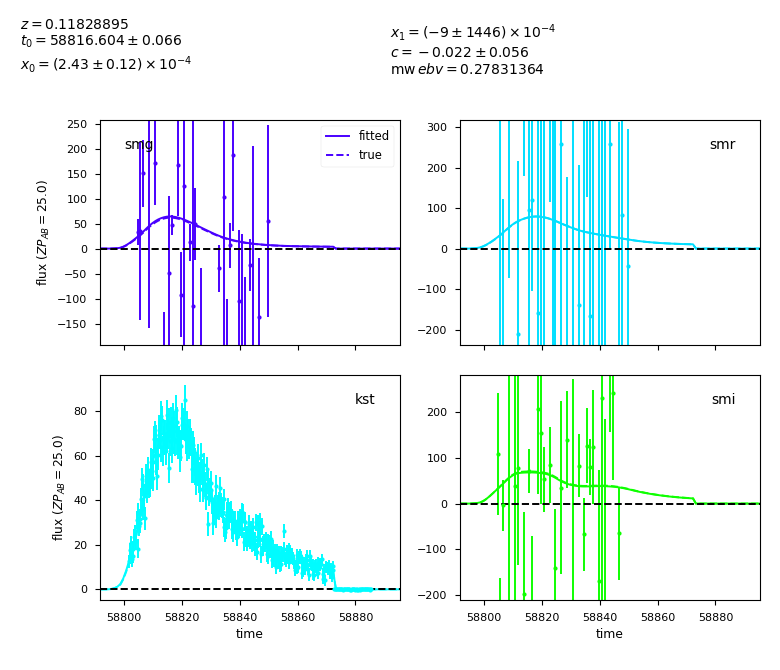 z = 0.11828895
t₀ = 58816.604 ± 0.066
x₀ = (2.43 ± 0.12) × 10⁻⁴
x₁ = (−9 ± 1446) × 10⁻⁴
c = −0.022 ± 0.056
mw ebv = 0.27831364
smg
fitted
true
250
200
150
100
50
0
−50
−100
−150
flux (ZP_AB = 25.0)
smr
300
200
100
0
−100
−200
kst
80
60
40
20
0
flux (ZP_AB = 25.0)
58800 58820 58840 58860 58880
time
smi
200
100
0
−100
−200
58800 58820 58840 58860 58880
time